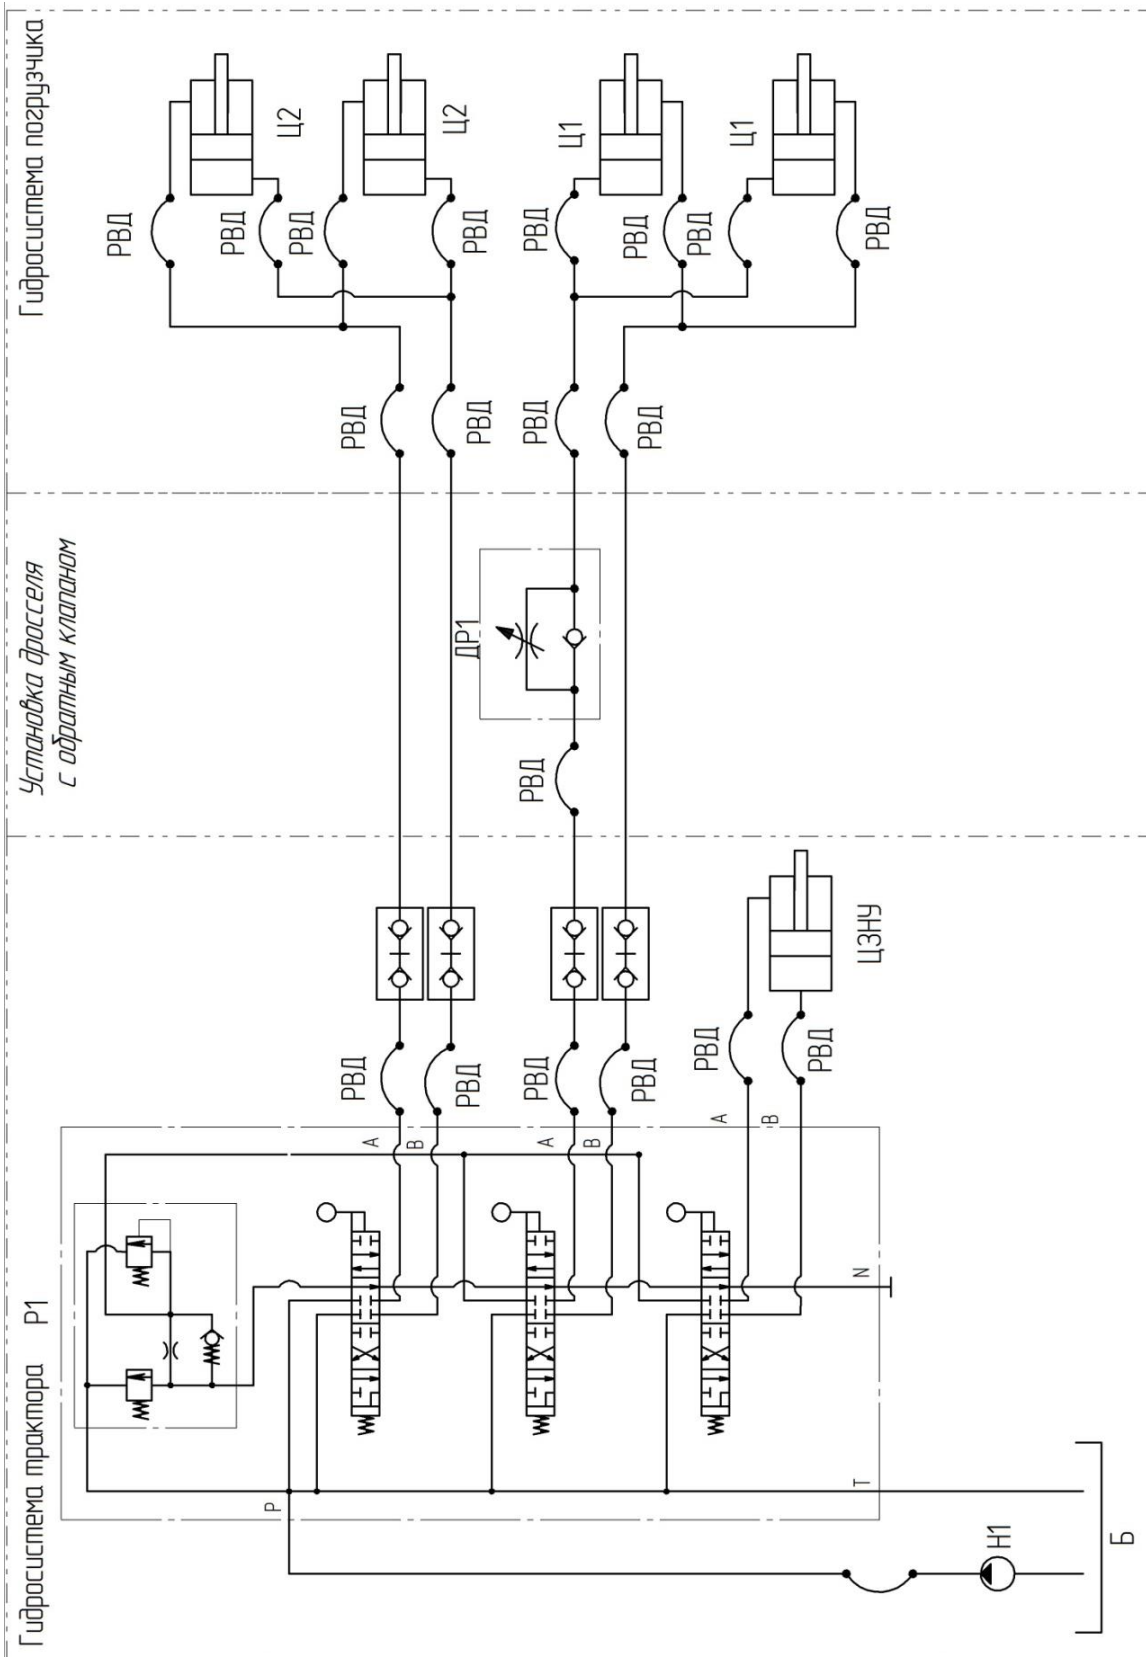 Гидросистема погрузчика
Ц2
Ц2
Ц1
Ц1
РВД
РВД
РВД
РВД
РВД
РВД
РВД
РВД
РВД
РВД
РВД
РВД
Установка дросселя
с обратным клапаном
ДР1
РВД
ЦЗНУ
РВД
РВД
РВД
РВД
РВД
РВД
А
В
А
В
А
В
Гидросистема трактора Р1
N
Р
Т
Н1
Б